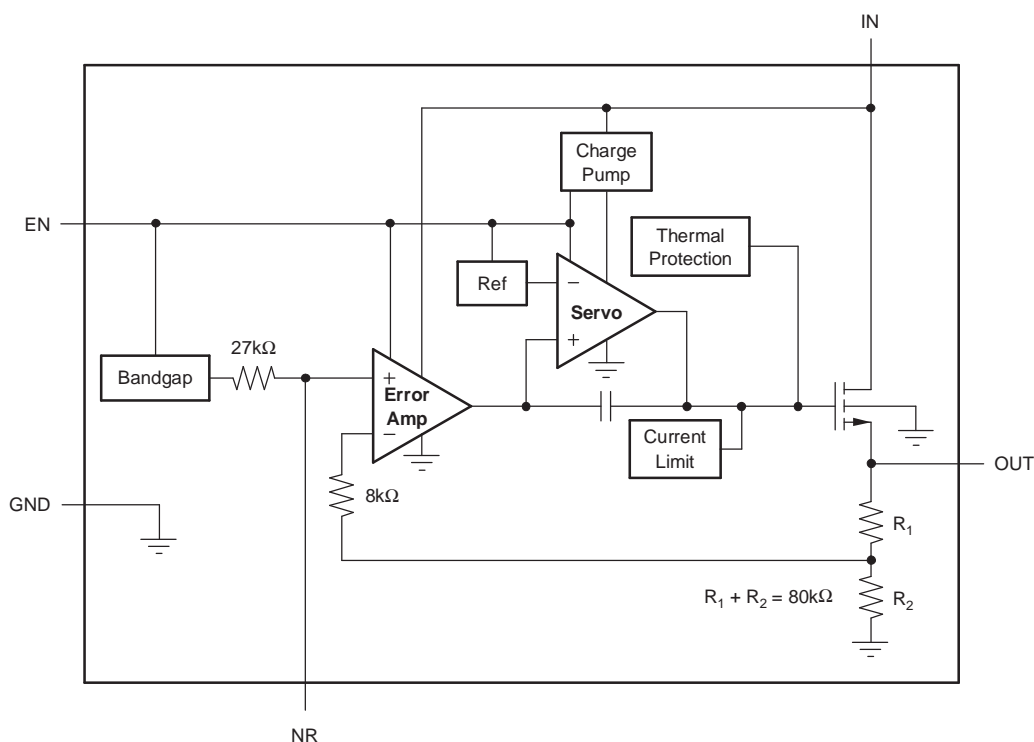 IN
Charge
Pump
EN
Thermal
Protection
Ref
−
Servo
+
27kΩ
Bandgap
+
Error
Amp
−
Current
Limit
OUT
GND
8kΩ
R1
R1 + R2 = 80kΩ
R2
NR